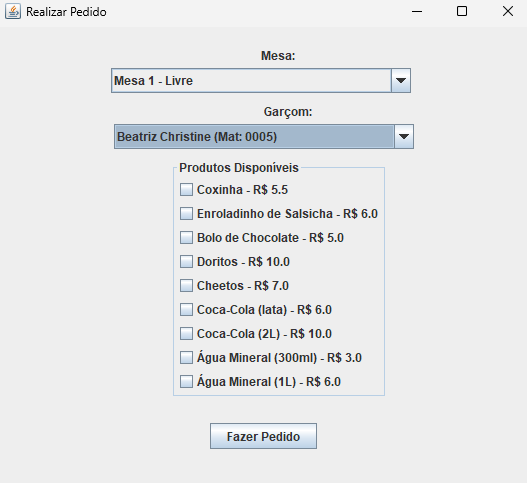 Realizar Pedido
Mesa:
Mesa 1 - Livre
Garçom:
Beatriz Christine (Mat: 0005)
Produtos Disponíveis
Coxinha - R$ 5.5
Enroladinho de Salsicha - R$ 6.0
Bolo de Chocolate - R$ 5.0
Doritos - R$ 10.0
Cheetos - R$ 7.0
Coca-Cola (lata) - R$ 6.0
Coca-Cola (2L) - R$ 10.0
Água Mineral (300ml) - R$ 3.0
Água Mineral (1L) - R$ 6.0
Fazer Pedido